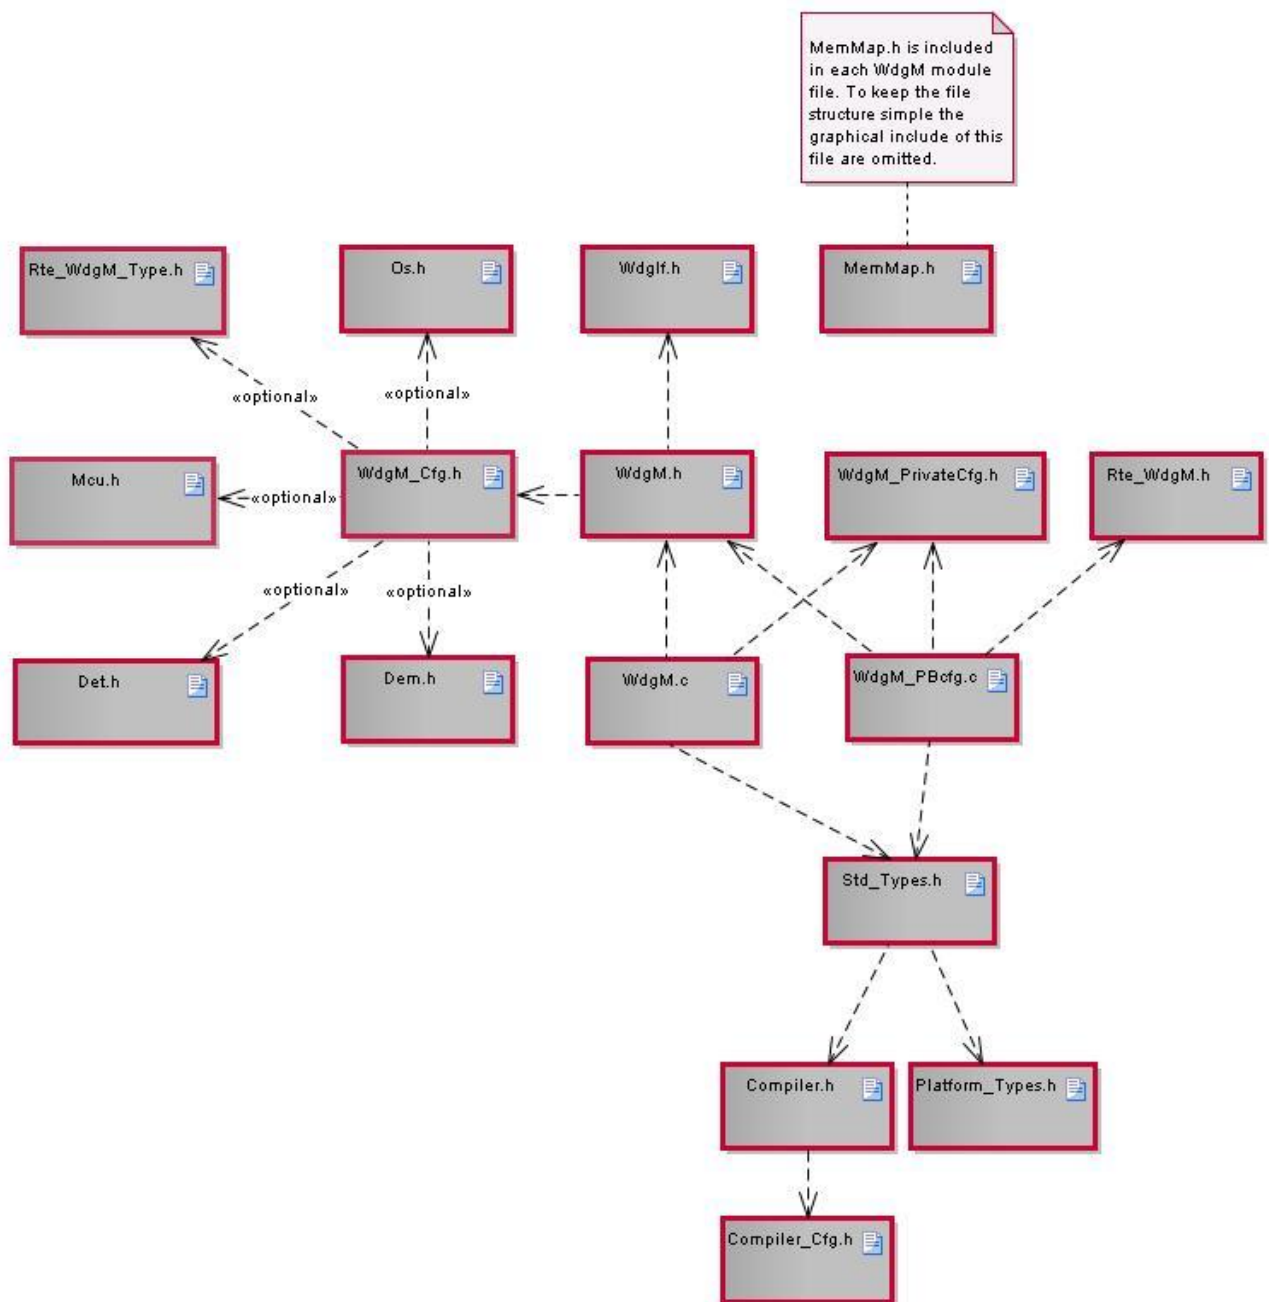 MemMap.h is included
in each WdgM module
file. To keep the file
structure simple the
graphical include of this
file are omitted.
Rte_WdgM_Type.h
Os.h
WdgIf.h
MemMap.h
«optional»
«optional»
Mcu.h
«optional»
WdgM_Cfg.h
WdgM.h
WdgM_PrivateCfg.h
Rte_WdgM.h
«optional»
«optional»
Det.h
Dem.h
WdgM.c
WdgM_PBcfg.c
Std_Types.h
Compiler.h
Platform_Types.h
Compiler_Cfg.h